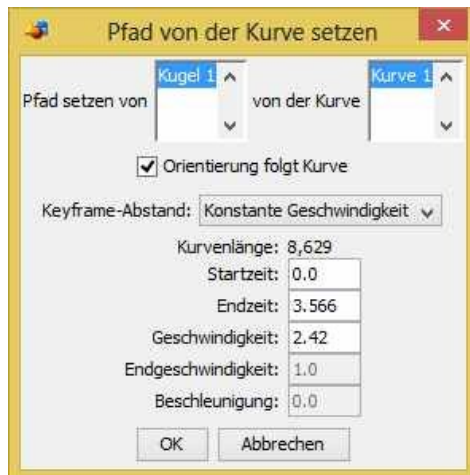 Pfad von der Kurve setzen
Pfad setzen von Kugel 1 von der Kurve Kurve 1
Orientierung folgt Kurve
Keyframe-Abstand: Konstante Geschwindigkeit
Kurvenlänge: 8,629
Startzeit: 0.0
Endzeit: 3.566
Geschwindigkeit: 2.42
Endgeschwindigkeit: 1.0
Beschleunigung: 0.0
OK Abbrechen